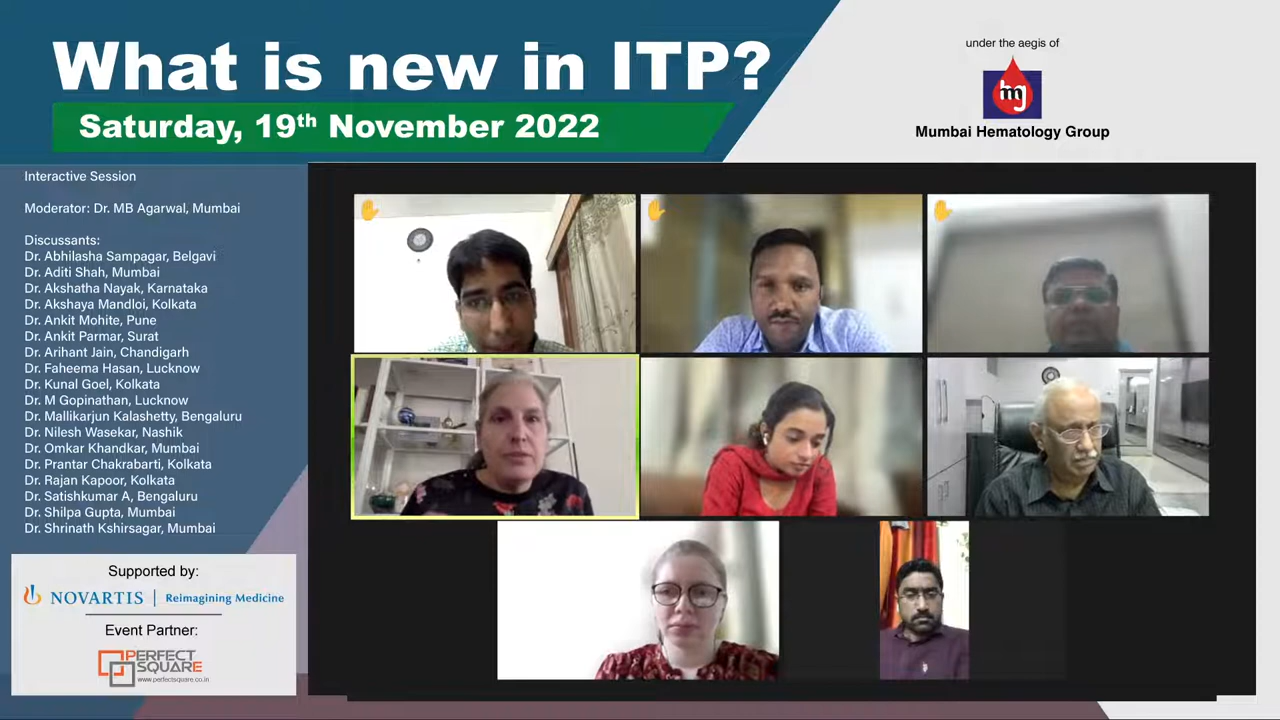 What is new in ITP?
Saturday, 19th November 2022
under the aegis of
mj
Mumbai Hematology Group
Interactive Session
Moderator: Dr. MB Agarwal, Mumbai
Discussants:
Dr. Abhilasha Sampagar, Belgavi
Dr. Aditi Shah, Mumbai
Dr. Akshatha Nayak, Karnataka
Dr. Akshaya Mandloi, Kolkata
Dr. Ankit Mohite, Pune
Dr. Ankit Parmar, Surat
Dr. Arihant Jain, Chandigarh
Dr. Faheema Hasan, Lucknow
Dr. Kunal Goel, Kolkata
Dr. M Gopinathan, Lucknow
Dr. Mallikarjun Kalashetty, Bengaluru
Dr. Nilesh Wasekar, Nashik
Dr. Omkar Khandkar, Mumbai
Dr. Prantar Chakrabarti, Kolkata
Dr. Rajan Kapoor, Kolkata
Dr. Satishkumar A, Bengaluru
Dr. Shilpa Gupta, Mumbai
Dr. Shrinath Kshirsagar, Mumbai
Supported by:
NOVARTIS | Reimagining Medicine
Event Partner:
PERFECT
SQUARE
www.perfectsquare.co.in